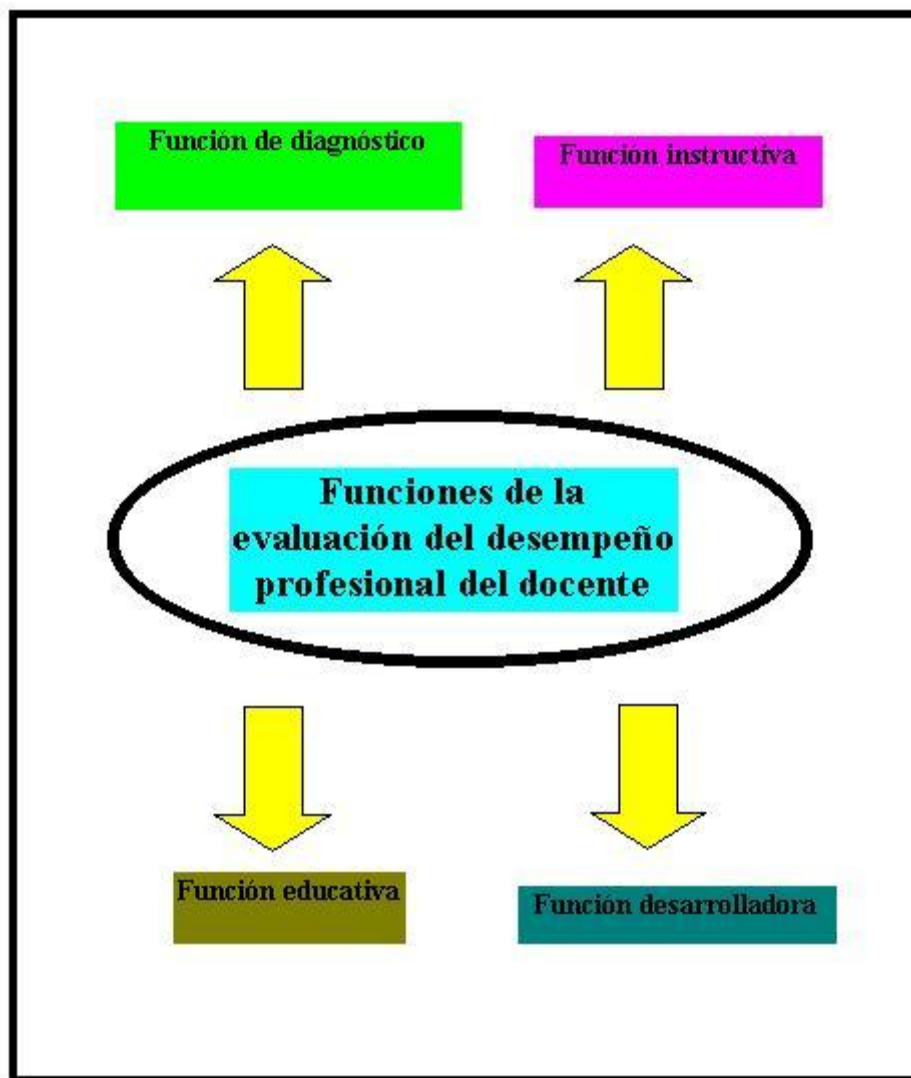 Función de diagnóstico
Función instructiva
Funciones de la
evaluación del desempeño
profesional del docente
Función educativa
Función desarrolladora